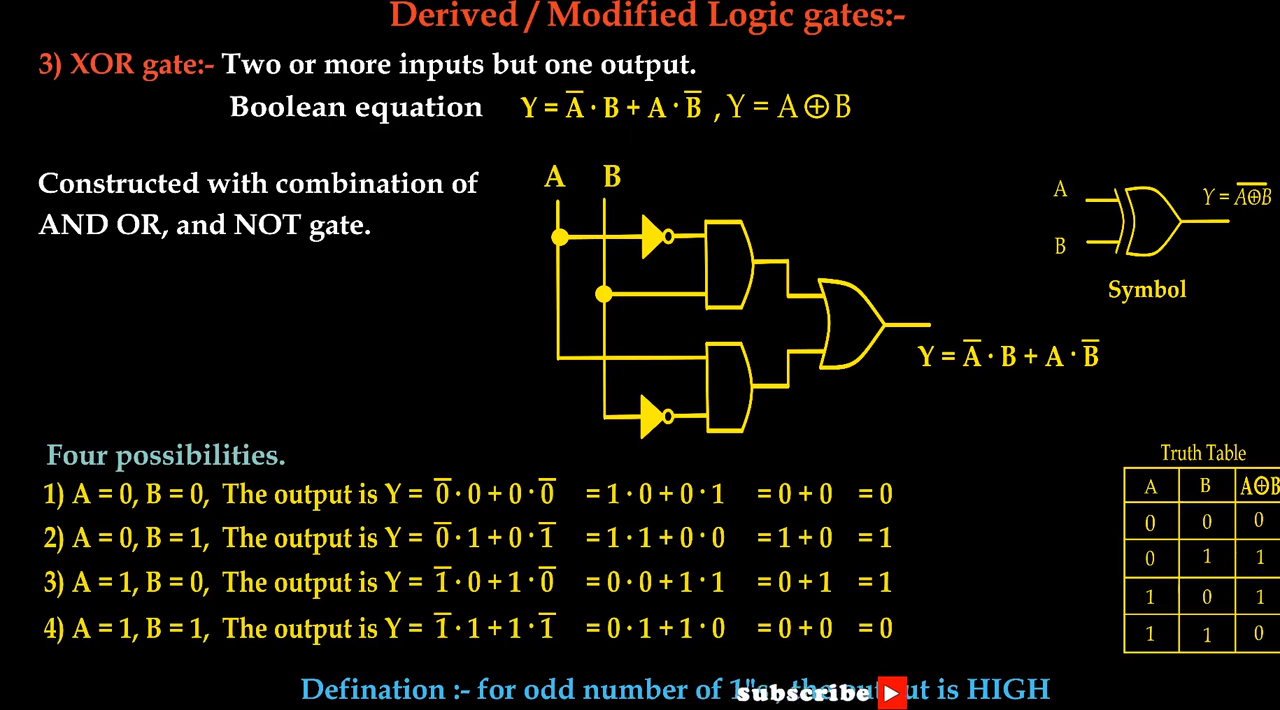 Derived / Modified Logic gates:-
3) XOR gate:- Two or more inputs but one output.
Boolean equation Y = A̅ · B + A · B̅ , Y = A ⊕ B
Constructed with combination of
AND OR, and NOT gate.
A B
A
Y = A̅⊕̅B̅
B
Symbol
Y = A̅ · B + A · B̅
Four possibilities.
1) A = 0, B = 0, The output is Y = 0̅ · 0 + 0 · 0̅ = 1 · 0 + 0 · 1 = 0 + 0 = 0
2) A = 0, B = 1, The output is Y = 0̅ · 1 + 0 · 1̅ = 1 · 1 + 0 · 0 = 1 + 0 = 1
3) A = 1, B = 0, The output is Y = 1̅ · 0 + 1 · 0̅ = 0 · 0 + 1 · 1 = 0 + 1 = 1
4) A = 1, B = 1, The output is Y = 1̅ · 1 + 1 · 1̅ = 0 · 1 + 1 · 0 = 0 + 0 = 0
Truth Table
A B A⊕B
0 0 0
0 1 1
1 0 1
1 1 0
Defination :- for odd number of 1"s, the output is HIGH
subscribe